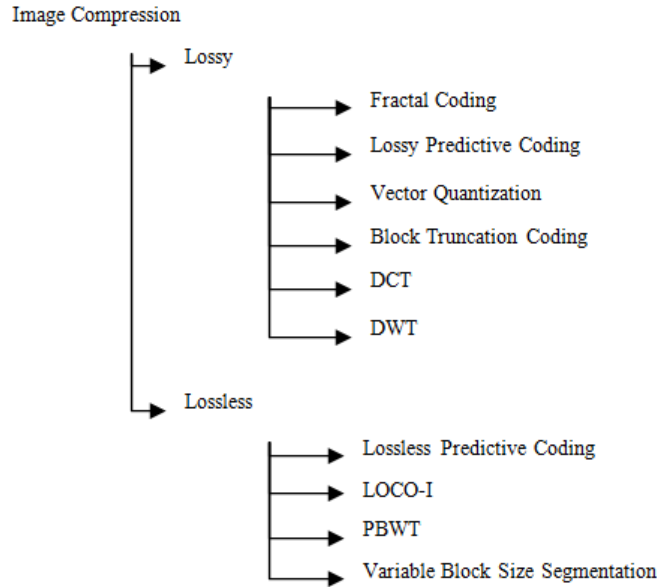 Image Compression
Lossy
Fractal Coding
Lossy Predictive Coding
Vector Quantization
Block Truncation Coding
DCT
DWT
Lossless
Lossless Predictive Coding
LOCO-I
PBWT
Variable Block Size Segmentation